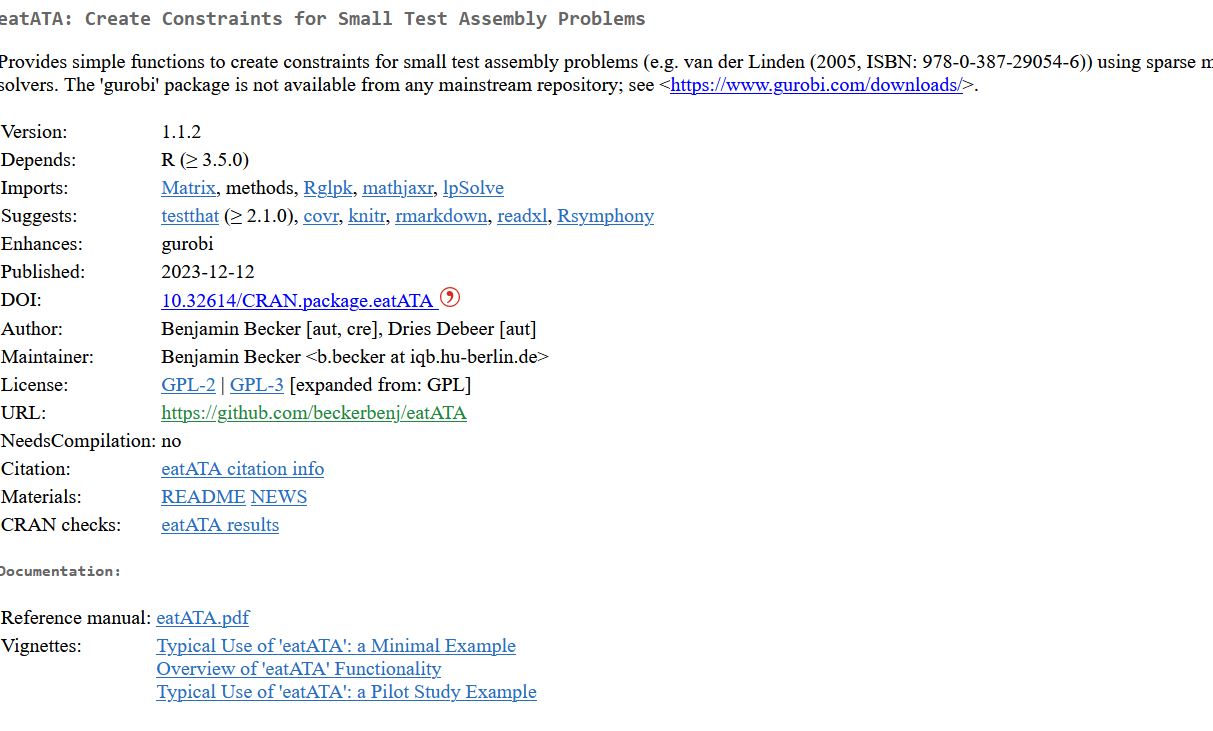 eatATA: Create Constraints for Small Test Assembly Problems
Provides simple functions to create constraints for small test assembly problems (e.g. van der Linden (2005, ISBN: 978-0-387-29054-6)) using sparse m
solvers. The 'gurobi' package is not available from any mainstream repository; see <https://www.gurobi.com/downloads/>.
Version: 1.1.2
Depends: R (≥ 3.5.0)
Imports: Matrix, methods, Rglpk, mathjaxr, lpSolve
Suggests: testthat (≥ 2.1.0), covr, knitr, rmarkdown, readxl, Rsymphony
Enhances: gurobi
Published: 2023-12-12
DOI: 10.32614/CRAN.package.eatATA
Author: Benjamin Becker [aut, cre], Dries Debeer [aut]
Maintainer: Benjamin Becker <b.becker at iqb.hu-berlin.de>
License: GPL-2 | GPL-3 [expanded from: GPL]
URL: https://github.com/beckerbenj/eatATA
NeedsCompilation: no
Citation: eatATA citation info
Materials: README NEWS
CRAN checks: eatATA results
Documentation:
Reference manual: eatATA.pdf
Vignettes: Typical Use of 'eatATA': a Minimal Example
Overview of 'eatATA' Functionality
Typical Use of 'eatATA': a Pilot Study Example